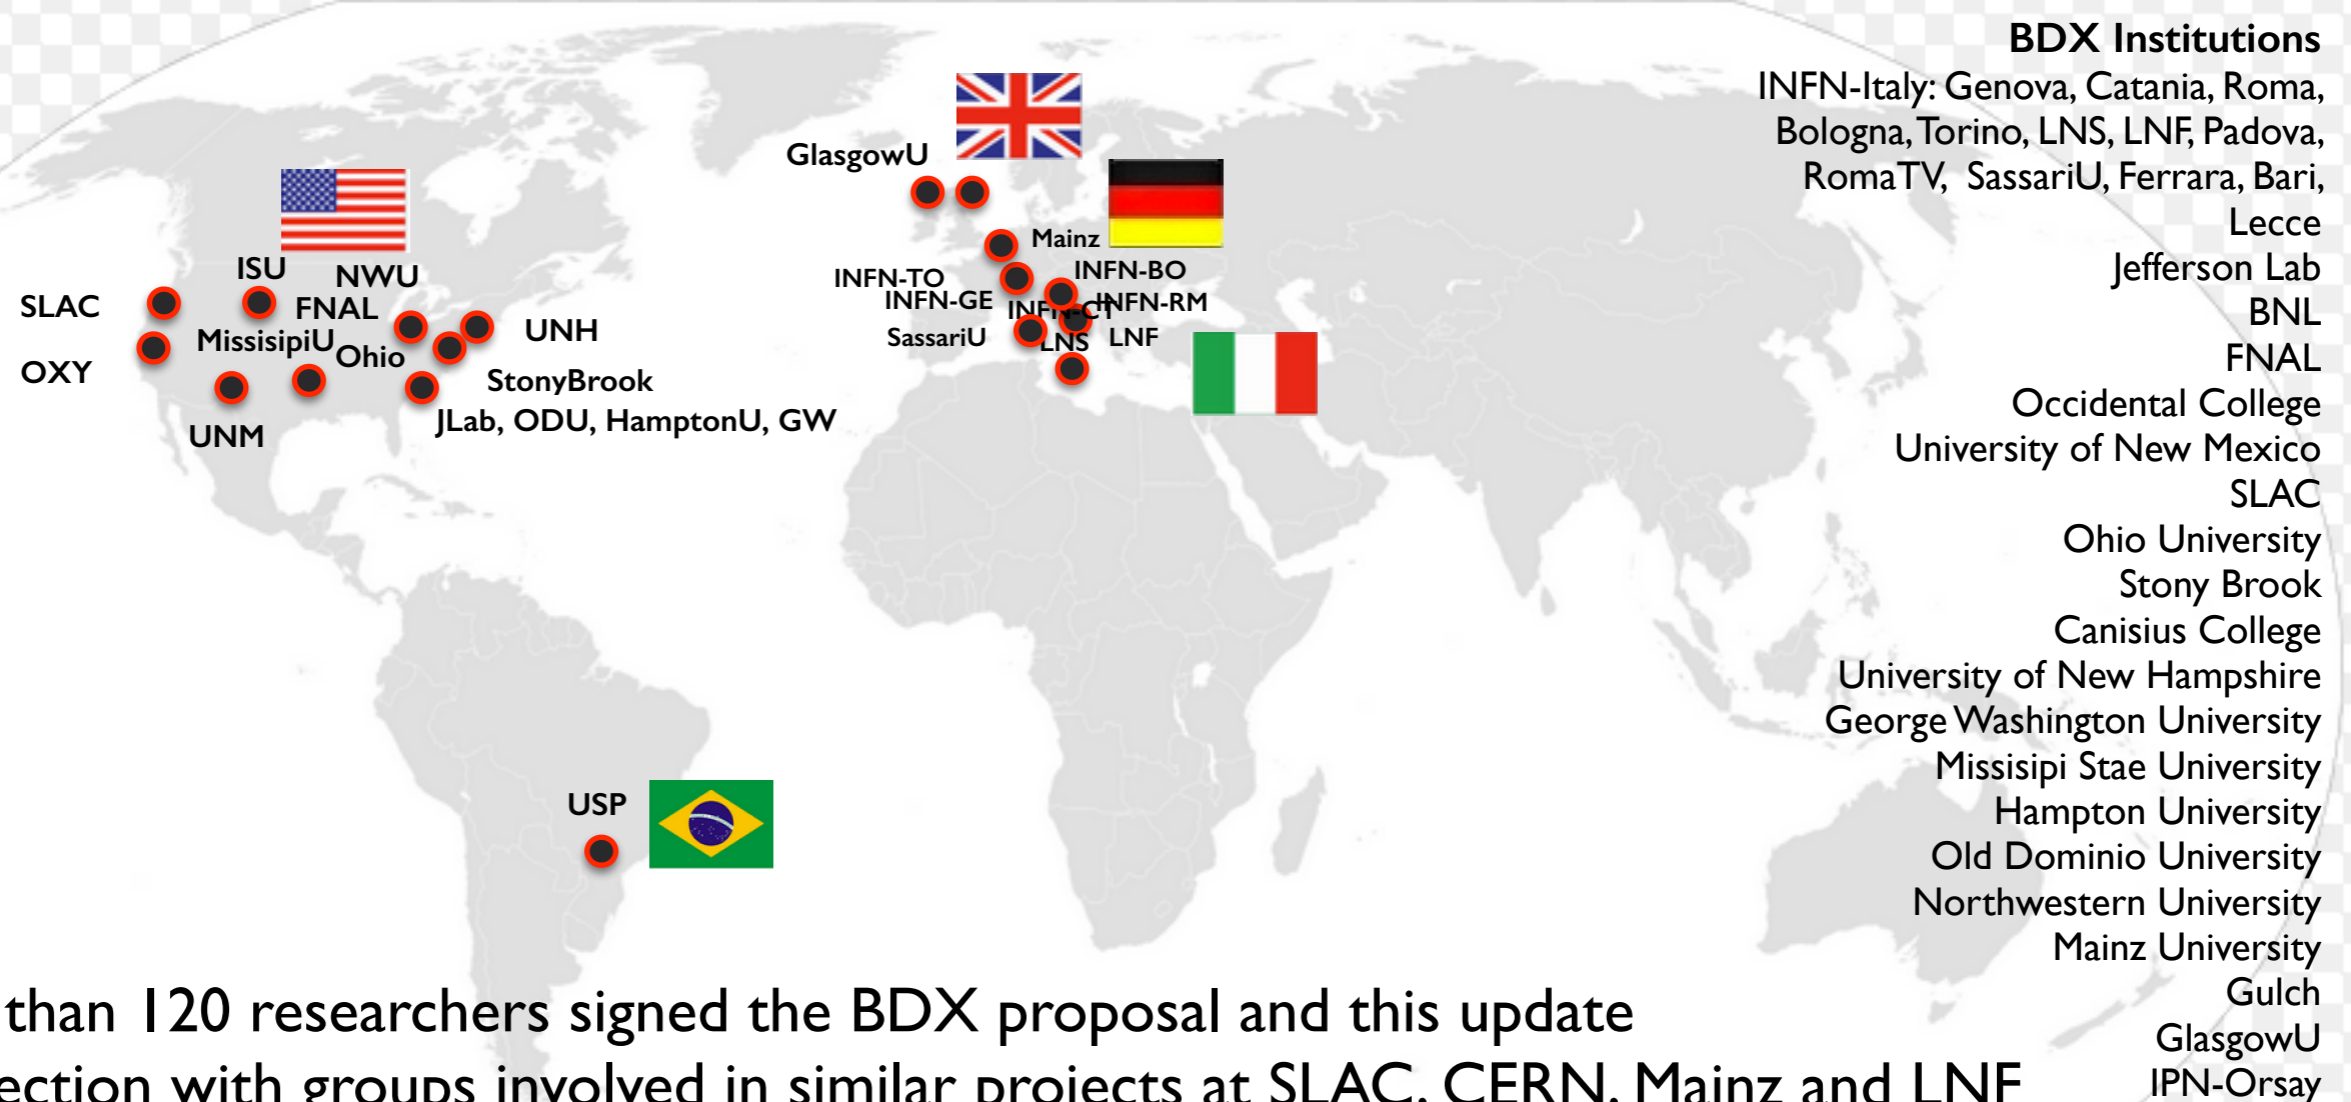 BDX Institutions
INFN-Italy: Genova, Catania, Roma,
Bologna, Torino, LNS, LNF, Padova,
RomaTV, SassariU, Ferrara, Bari,
Lecce
Jefferson Lab
BNL
FNAL
Occidental College
University of New Mexico
SLAC
Ohio University
Stony Brook
Canisius College
University of New Hampshire
George Washington University
Missisipi Stae University
Hampton University
Old Dominio University
Northwestern University
Mainz University
Gulch
GlasgowU
IPN-Orsay
GlasgowU
Mainz
INFN-TO
INFN-BO
INFN-GE
INFN-CT
INFN-RM
SassariU
LNS
LNF
ISU
NWU
SLAC
FNAL
UNH
MissisipiU
Ohio
OXY
StonyBrook
JLab, ODU, HamptonU, GW
UNM
USP
than 120 researchers signed the BDX proposal and this update
ection with groups involved in similar projects at SLAC, CERN, Mainz and LNF